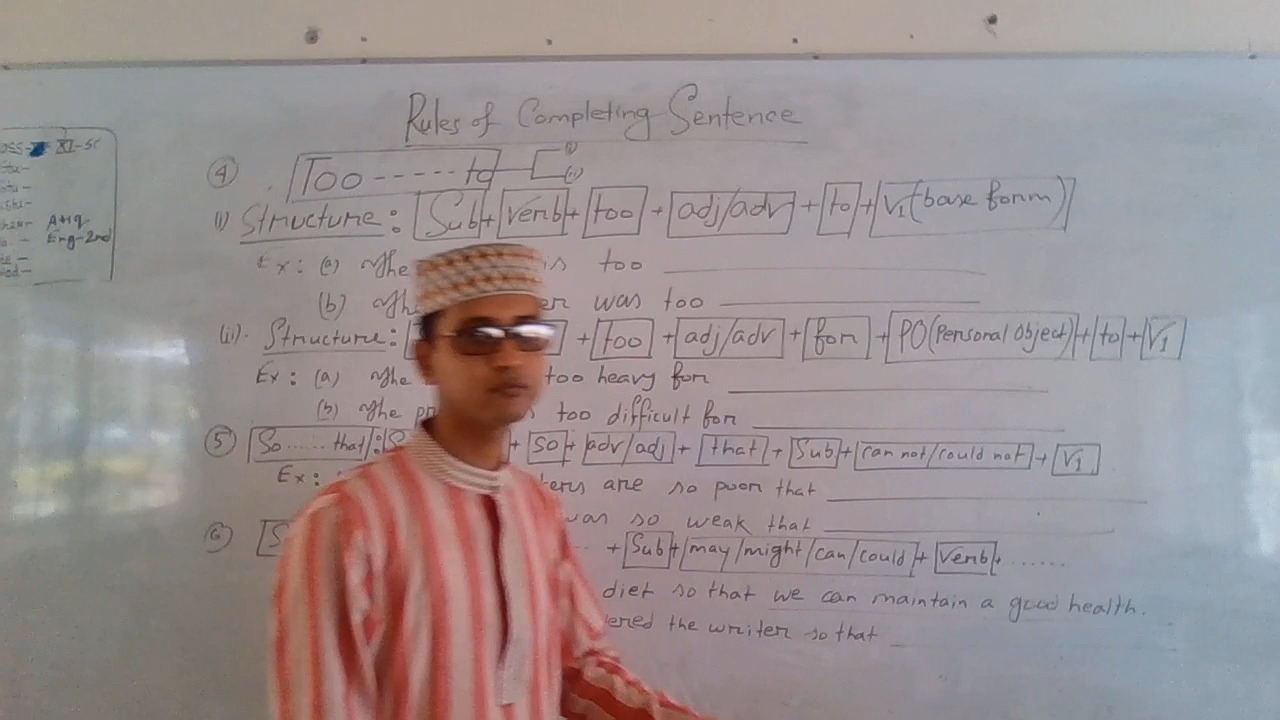 Rules of Completing Sentence
④ Too ----- to (i) (ii)
(i) Structure: Sub + Verb + too + adj/adv + to + V1 (base form)
Ex: (a) The is too
(b) The was too
(ii). Structure: + too + adj/adv + for + PO (Personal Object) + to + V1
Ex: (a) The too heavy for
(b) The too difficult for
⑤ So ...... that: + so + adv/adj + that + Sub + can not/could not + V1
Ex: are so poor that
was so weak that
⑥ + Sub + may/might/can/could + Verb + ......
diet so that we can maintain a good health.
the writer so that
XI-SC
Atiq
Eng-2nd